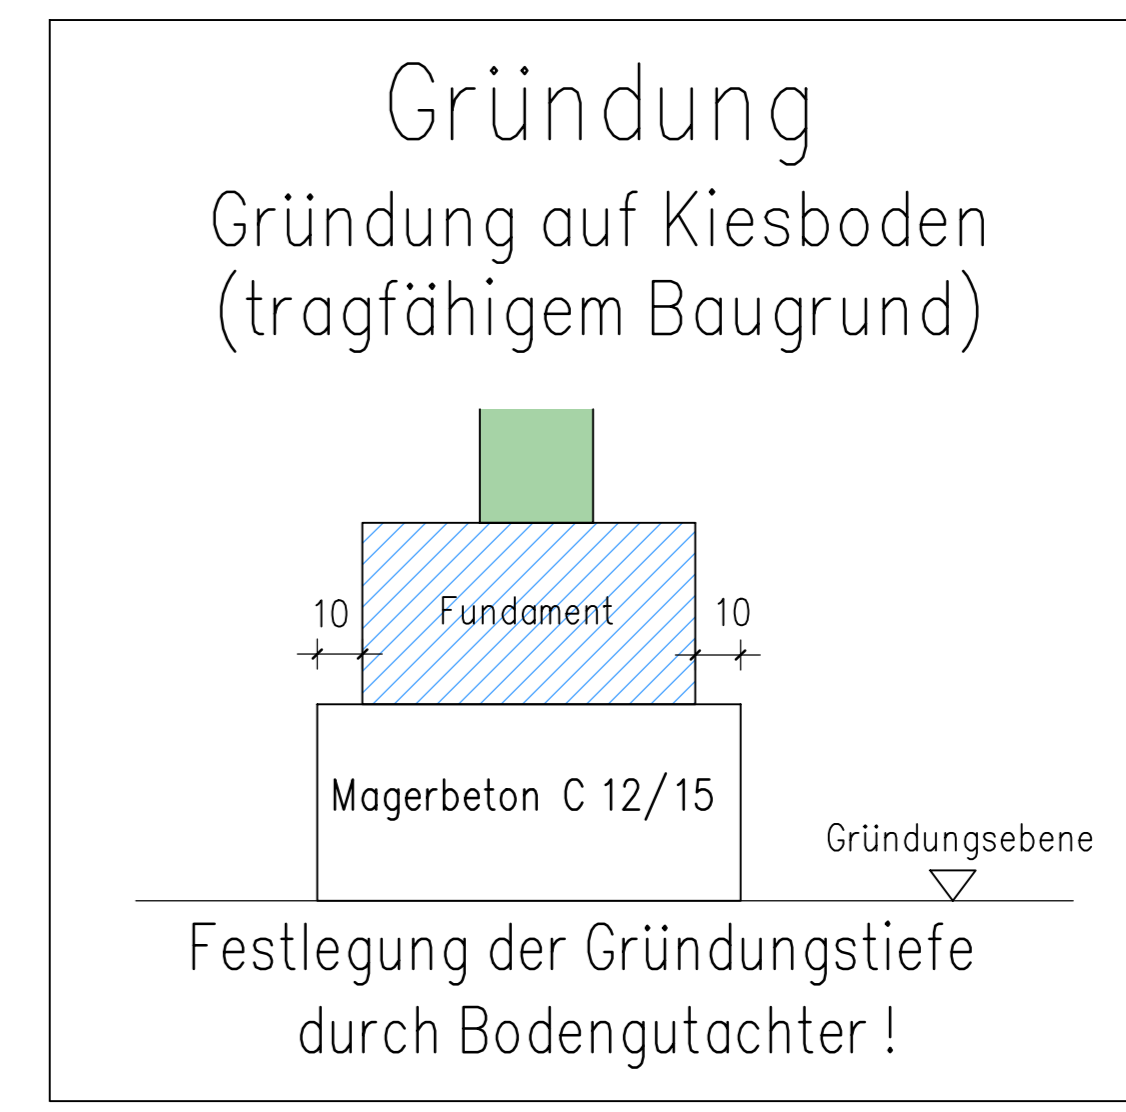 Gründung
Gründung auf Kiesboden
(tragfähigem Baugrund)
10 Fundament 10
Magerbeton C 12/15
Gründungsebene
Festlegung der Gründungstiefe
durch Bodengutachter !